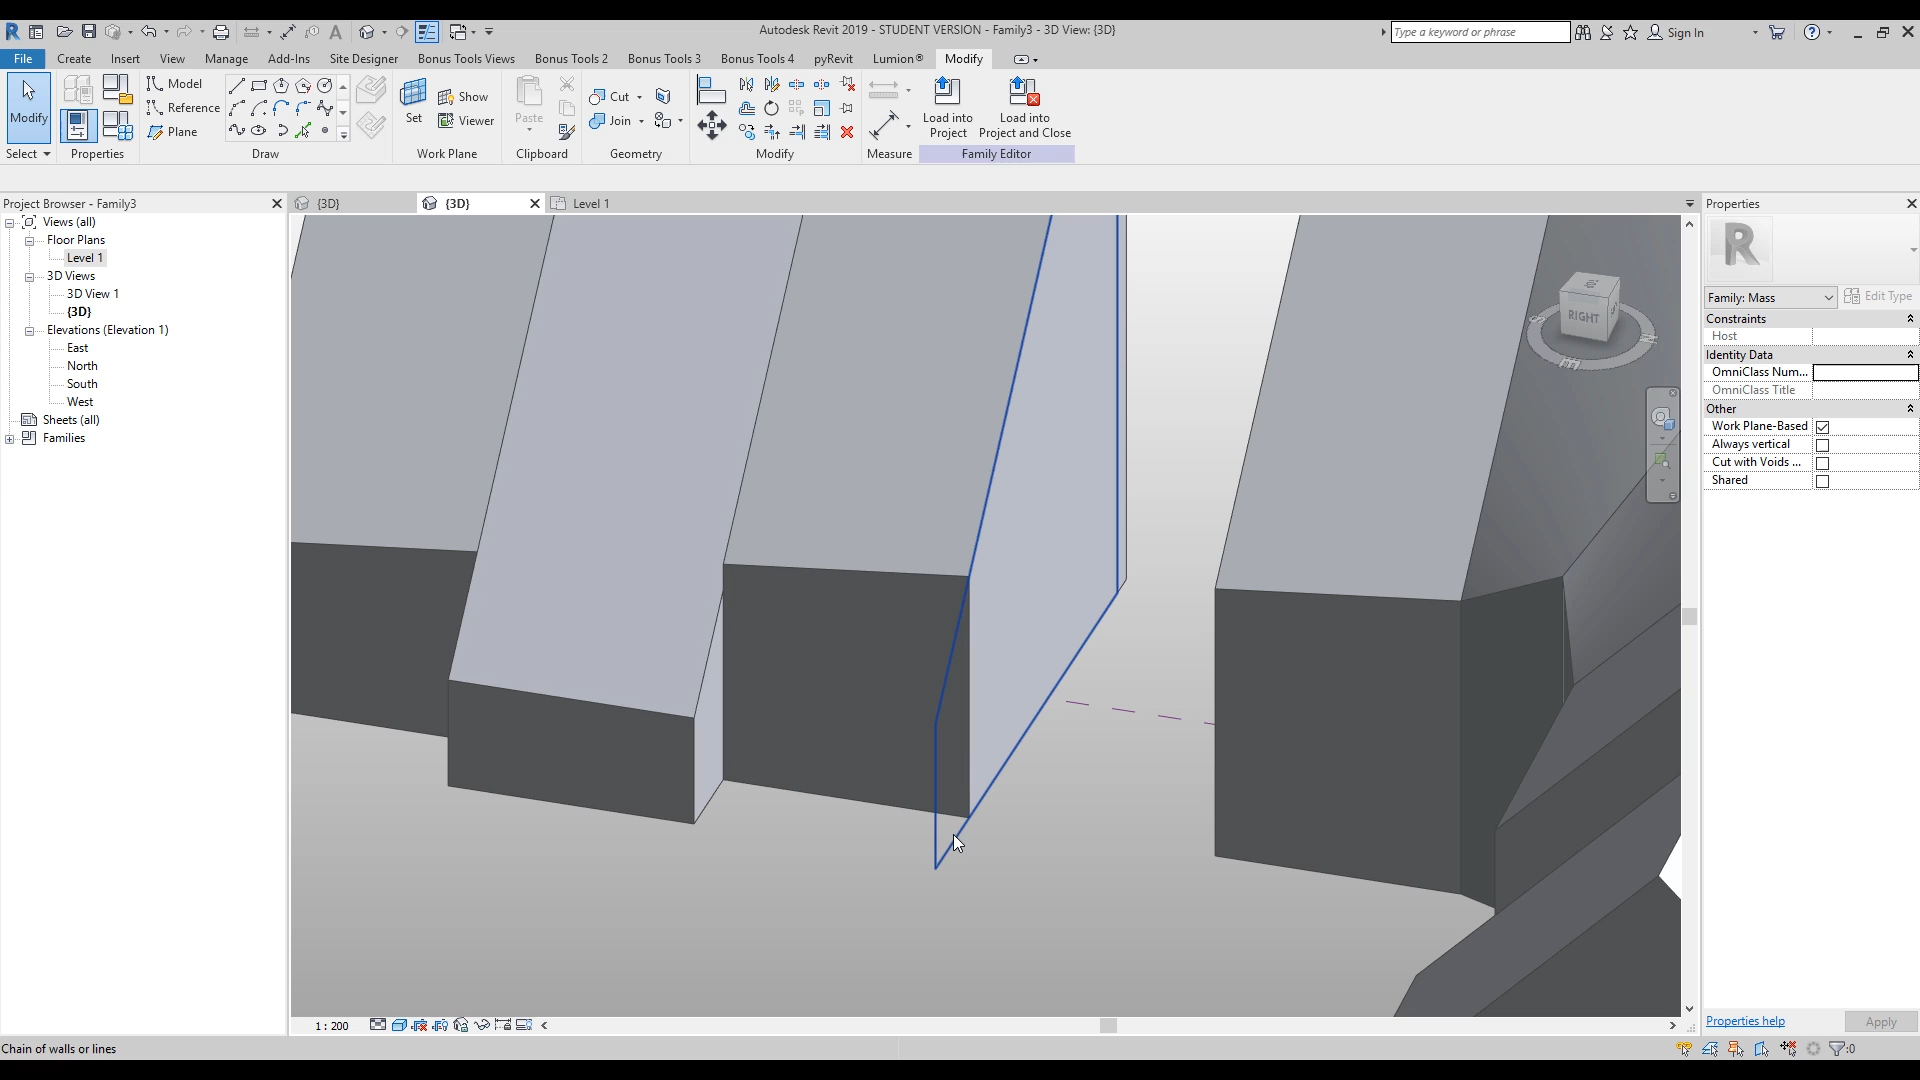 Autodesk Revit 2019 - STUDENT VERSION - Family3 - 3D View: {3D}
Type a keyword or phrase
Sign In
File Create Insert View Manage Add-Ins Site Designer Bonus Tools Views Bonus Tools 2 Bonus Tools 3 Bonus Tools 4 pyRevit Lumion® Modify
Modify
Select
Properties
Model
Reference
Plane
Draw
Set
Show
Viewer
Work Plane
Paste
Clipboard
Cut
Join
Geometry
Modify
Measure
Load into
Project
Load into
Project and Close
Family Editor
Project Browser - Family3
Views (all)
Floor Plans
Level 1
3D Views
3D View 1
{3D}
Elevations (Elevation 1)
East
North
South
West
Sheets (all)
Families
{3D}
{3D}
Level 1
RIGHT
1 : 200
Properties
R
Family: Mass
Edit Type
Constraints
Host
Identity Data
OmniClass Num...
OmniClass Title
Other
Work Plane-Based
Always vertical
Cut with Voids ...
Shared
Properties help
Apply
Chain of walls or lines
:0